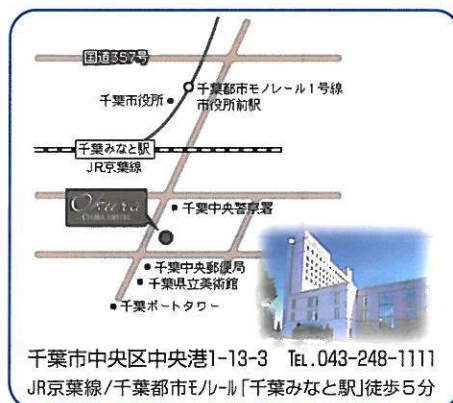 国道357号
千葉都市モノレール1号線
市役所前駅
千葉市役所
千葉みなと駅
JR京葉線
Okura
CHIBA HOTEL
千葉中央警察署
千葉中央郵便局
千葉県立美術館
千葉ポートタワー
千葉市中央区中央港1-13-3 TEL.043-248-1111
JR京葉線/千葉都市モノレール「千葉みなと駅」徒歩5分